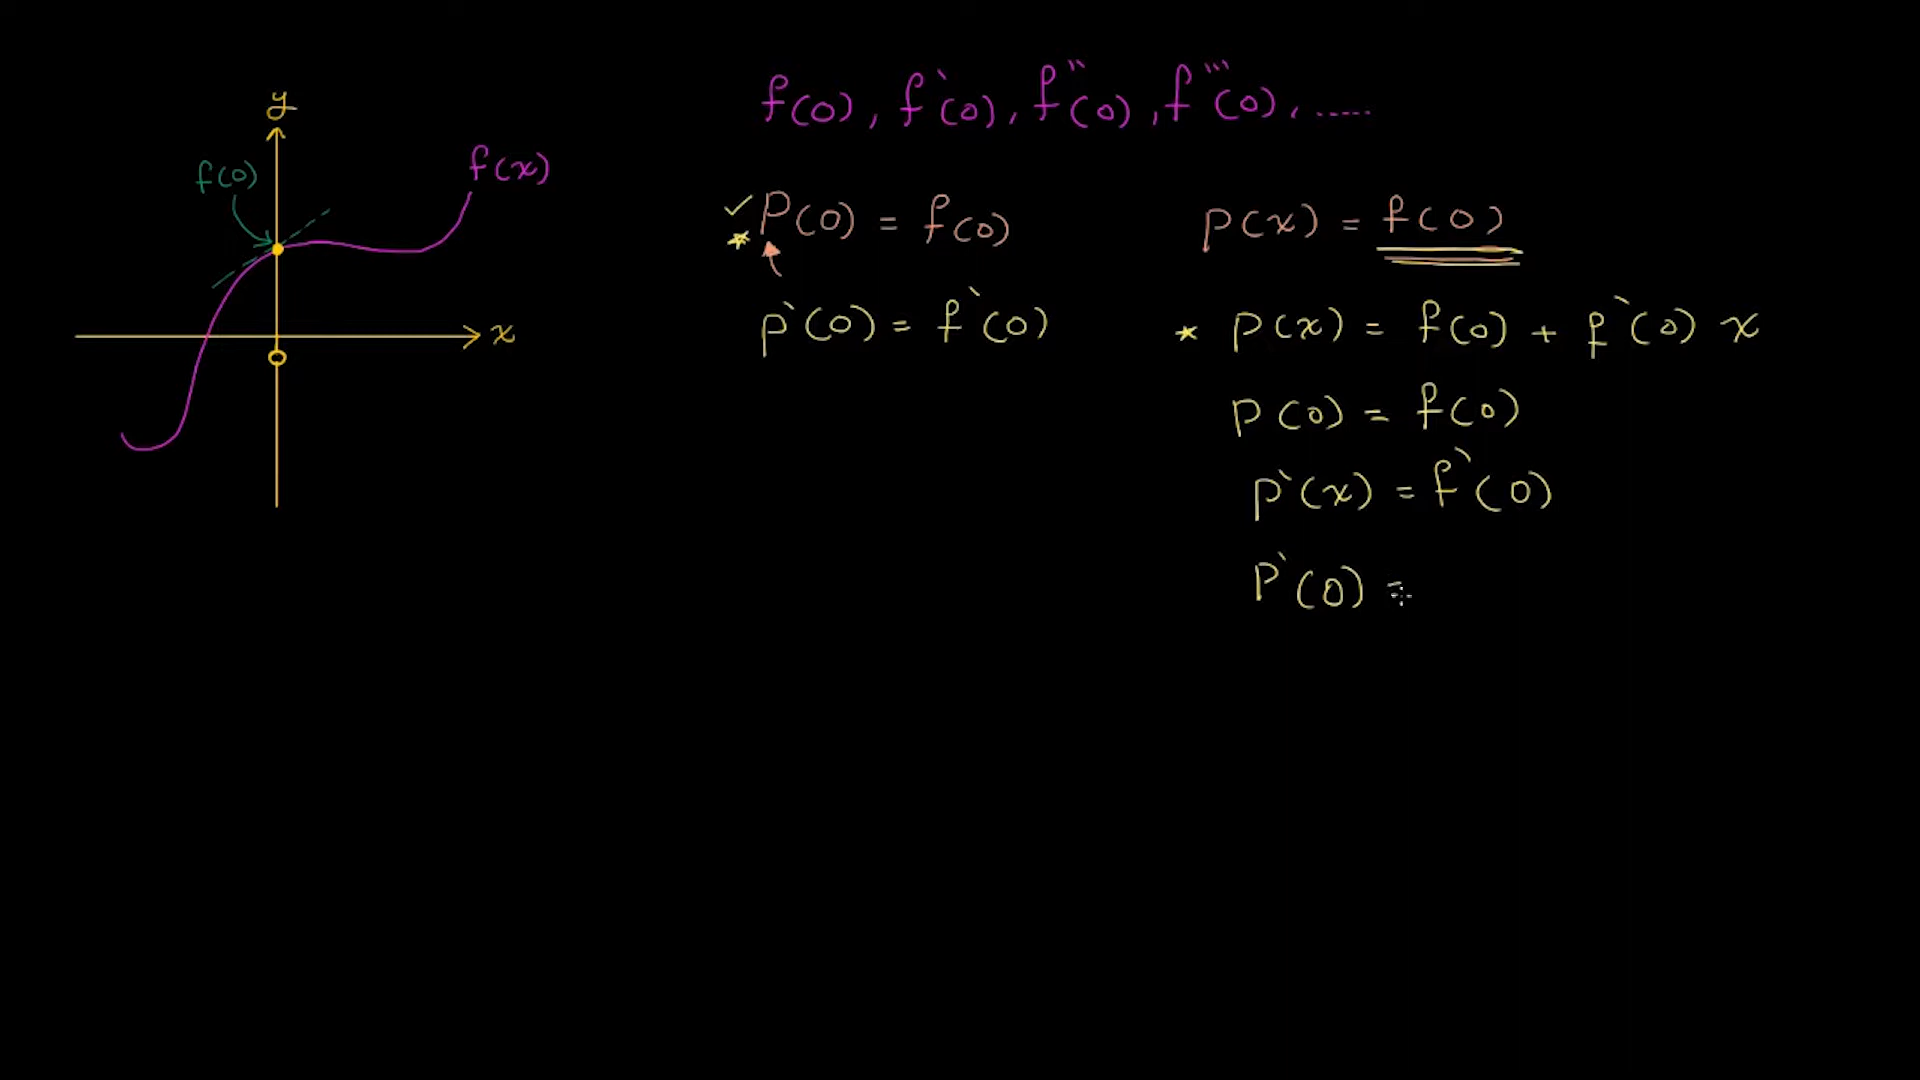 y
f(0)
f(x)
x
0
f(0), f`(0), f``(0), f```(0), .....
✓ P(0) = f(0)
*
p(x) = f(0)
p`(0) = f`(0)
* p(x) = f(0) + f`(0) x
p(0) = f(0)
p`(x) = f`(0)
p`(0) =